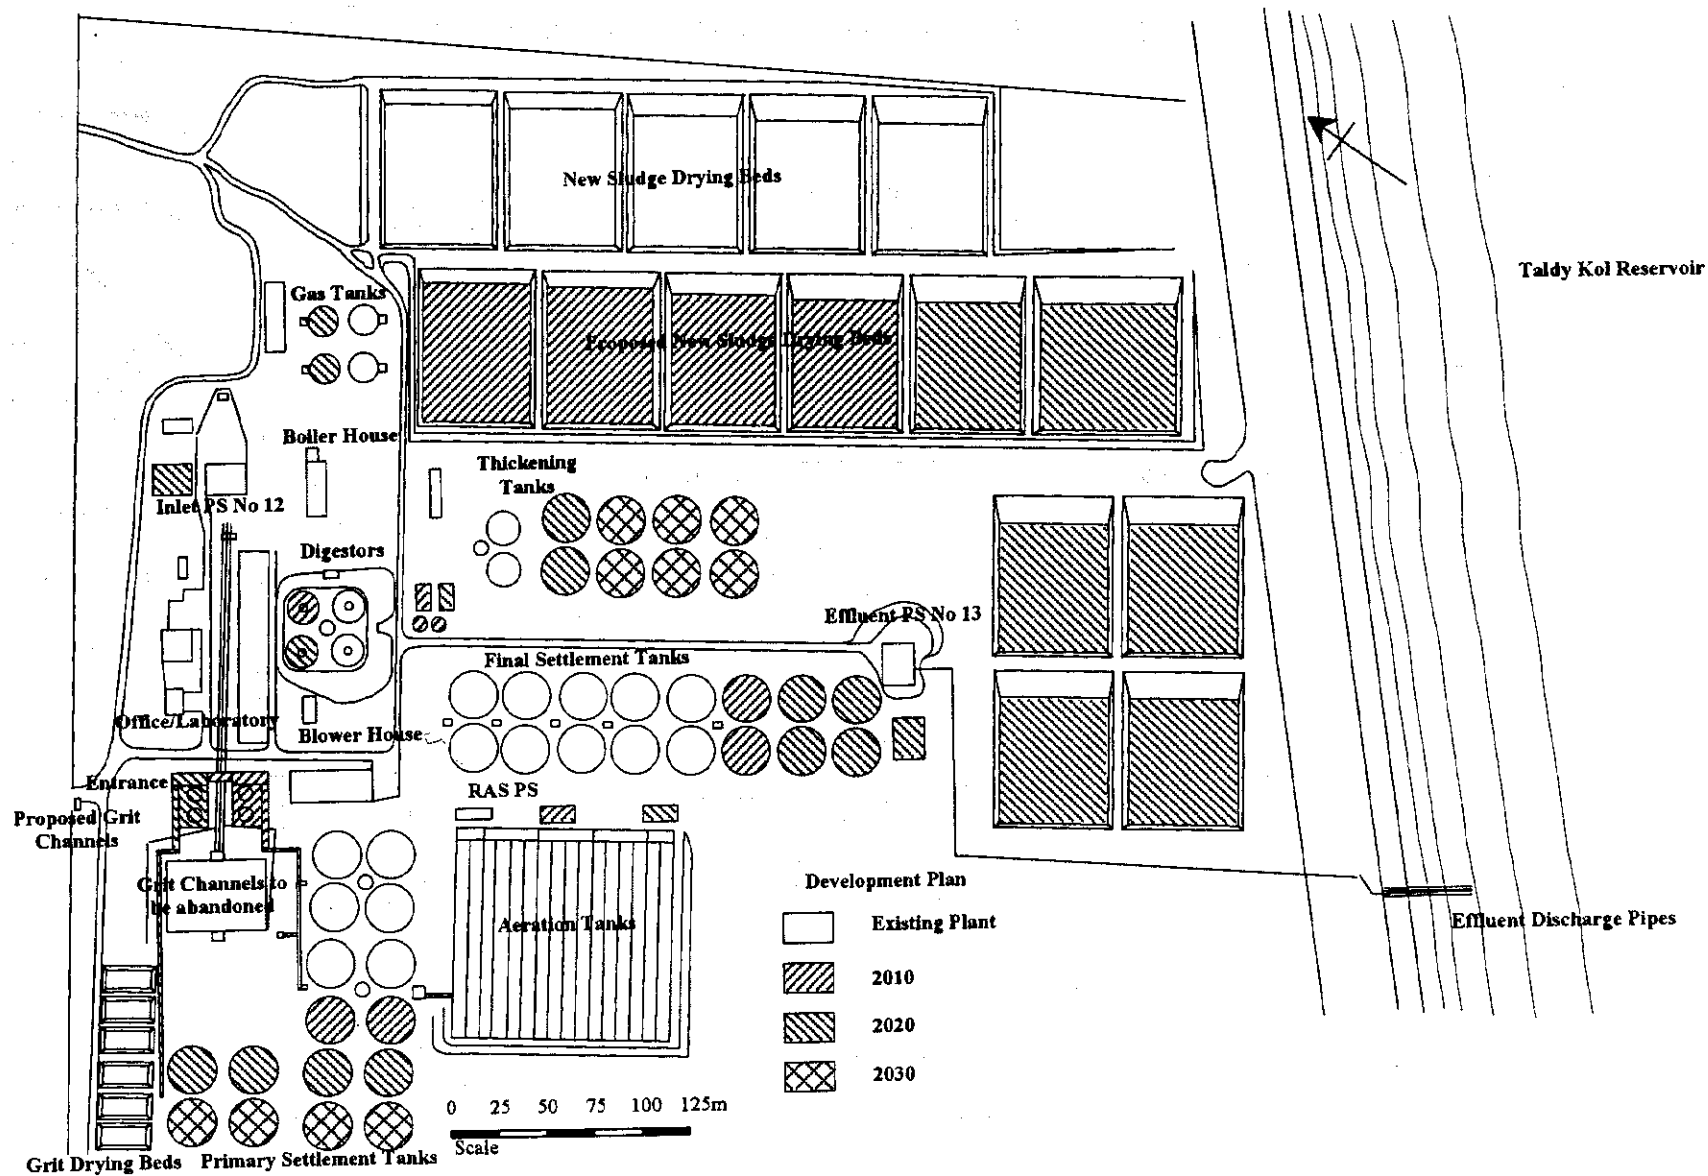 New Sludge Drying Beds
Taldy Kol Reservoir
Gas Tanks
Proposed New Sludge Drying Beds
Boiler House
Thickening
Tanks
Inlet PS No 12
Digestors
Effluent PS No 13
Final Settlement Tanks
Office/Laboratory
Blower House
Entrance
RAS PS
Proposed Grit
Channels
Grit Channels to
be abandoned
Aeration Tanks
Development Plan
Existing Plant
Effluent Discharge Pipes
2010
2020
2030
0 25 50 75 100 125m
Scale
Grit Drying Beds
Primary Settlement Tanks